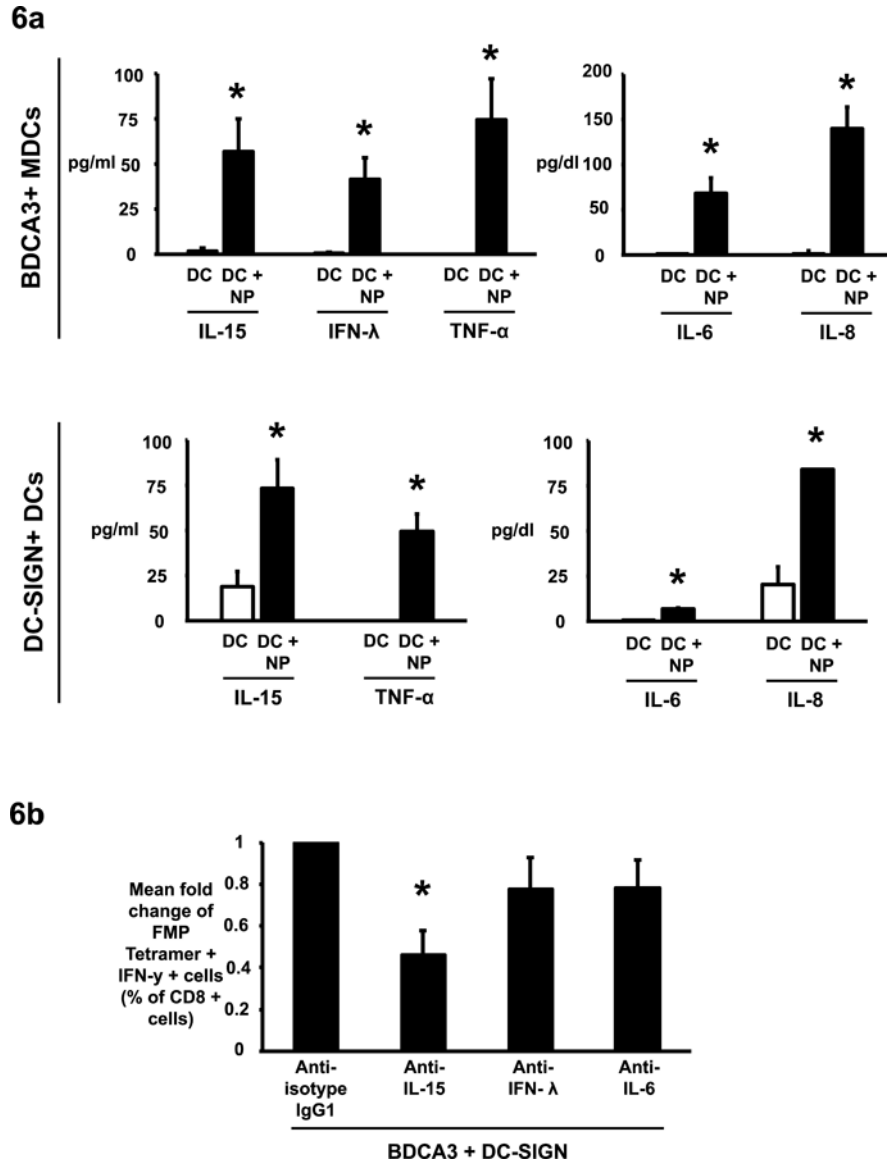 6a
BDCA3+ MDCs
pg/ml
100
75
50
25
0
*
*
*
DC DC + NP
DC DC + NP
DC DC + NP
IL-15
IFN-λ
TNF-α
pg/dl
200
150
100
50
0
*
*
DC DC + NP
DC DC + NP
IL-6
IL-8
DC-SIGN+ DCs
pg/ml
100
75
50
25
0
*
*
DC DC + NP
DC DC + NP
IL-15
TNF-α
pg/dl
100
75
50
25
0
*
*
DC DC + NP
DC DC + NP
IL-6
IL-8
6b
Mean fold
change of
FMP
Tetramer +
IFN-y + cells
(% of CD8 +
cells)
1
0.8
0.6
0.4
0.2
0
*
Anti-
isotype
IgG1
Anti-
IL-15
Anti-
IFN- λ
Anti-
IL-6
BDCA3 + DC-SIGN